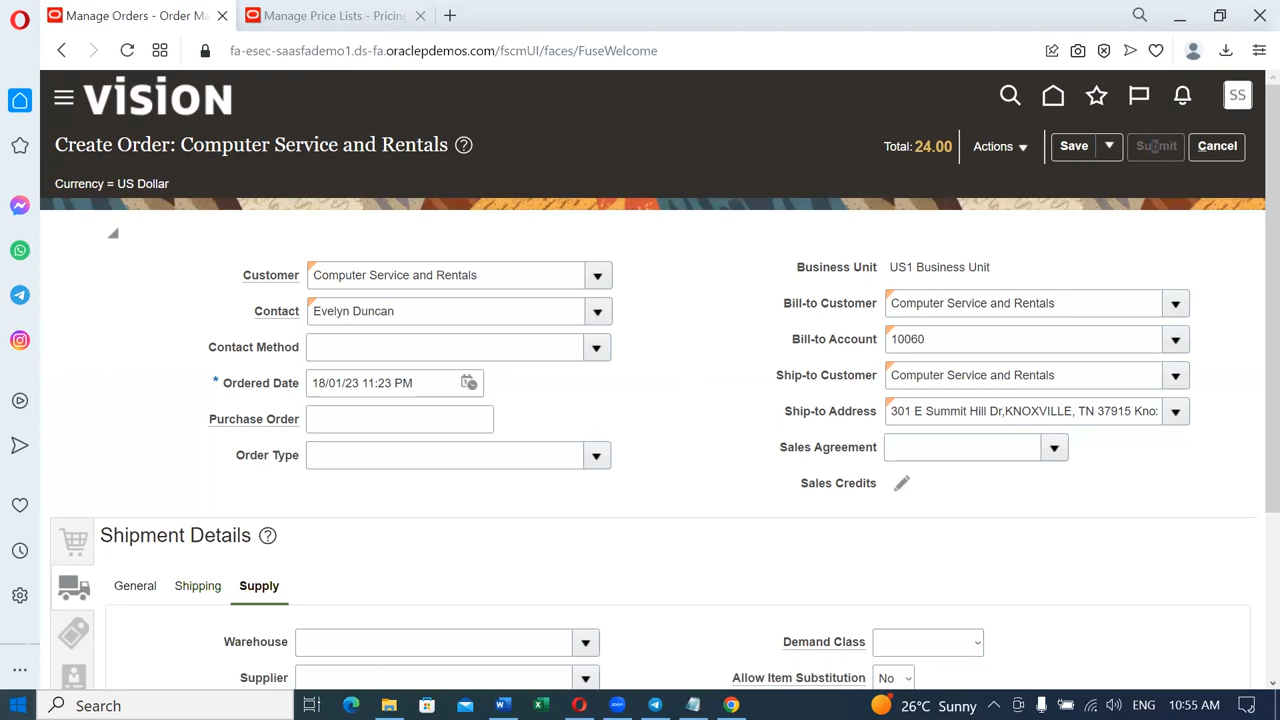 Manage Orders - Order Ma
Manage Price Lists - Pricing
fa-esec-saasfademo1.ds-fa.oraclepdemos.com/fscmUI/faces/FuseWelcome
VISION
SS
Create Order: Computer Service and Rentals
Total: 24.00
Actions
Save
Submit
Cancel
Currency = US Dollar
Customer
Computer Service and Rentals
Contact
Evelyn Duncan
Contact Method
* Ordered Date
18/01/23 11:23 PM
Purchase Order
Order Type
Business Unit
US1 Business Unit
Bill-to Customer
Computer Service and Rentals
Bill-to Account
10060
Ship-to Customer
Computer Service and Rentals
Ship-to Address
301 E Summit Hill Dr,KNOXVILLE, TN 37915 Kno
Sales Agreement
Sales Credits
Shipment Details
General
Shipping
Supply
Warehouse
Demand Class
Supplier
Allow Item Substitution
No
Search
26°C Sunny
ENG
10:55 AM